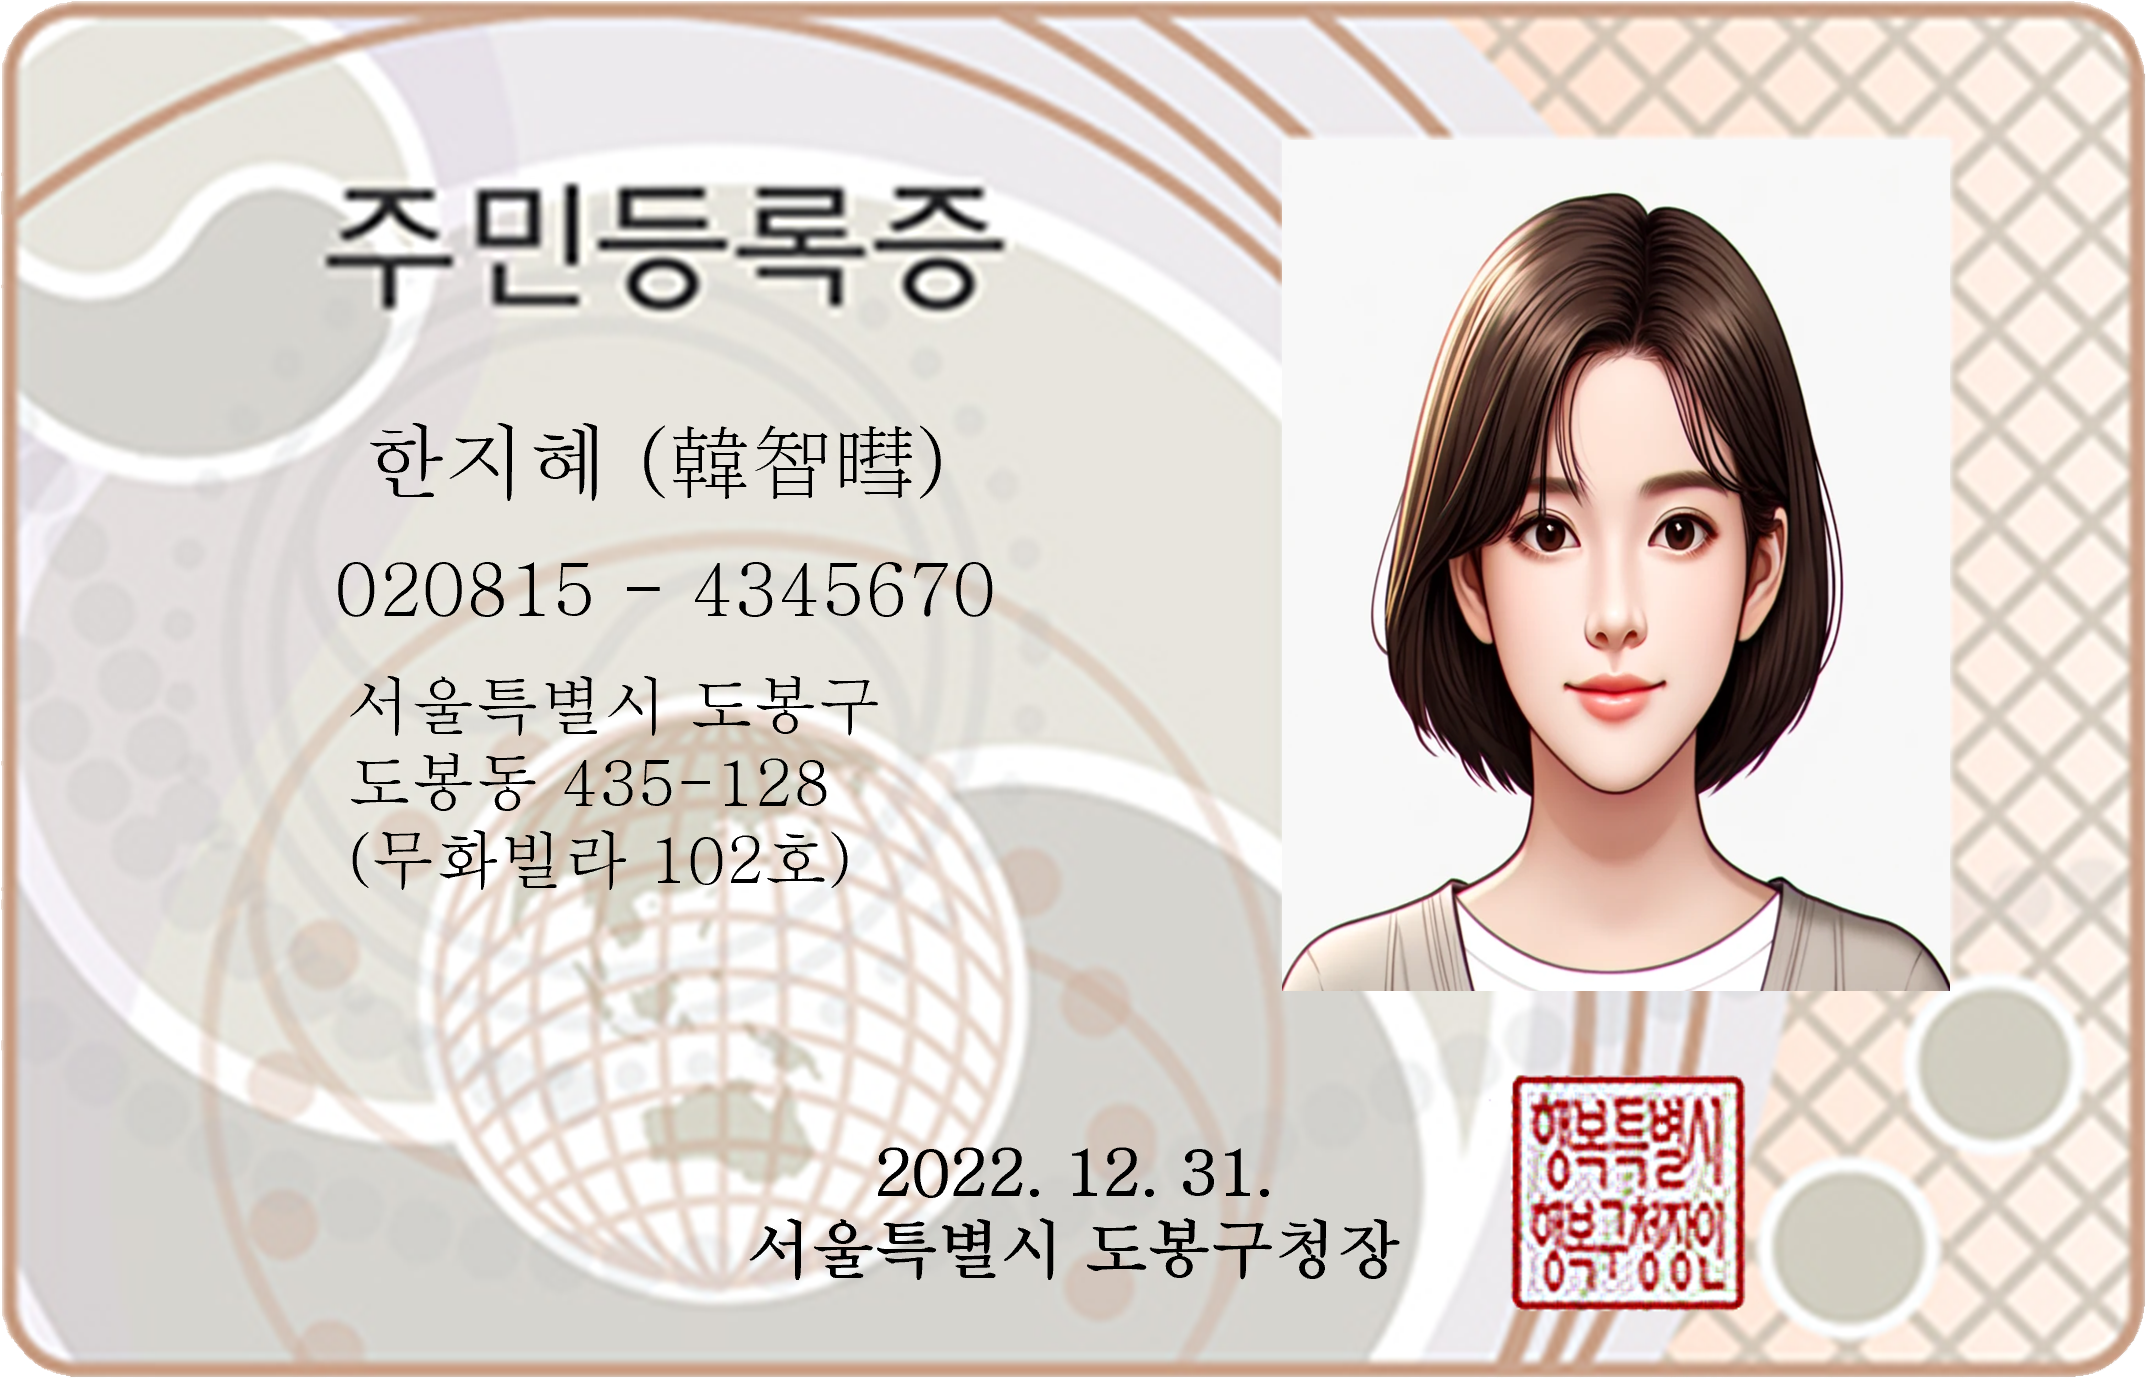 주민등록증
한지혜 (韓智暳)
020815 - 4345670
서울특별시 도봉구
도봉동 435-128
(무화빌라 102호)
2022. 12. 31.
서울특별시 도봉구청장
행복특별시
행복구청장인